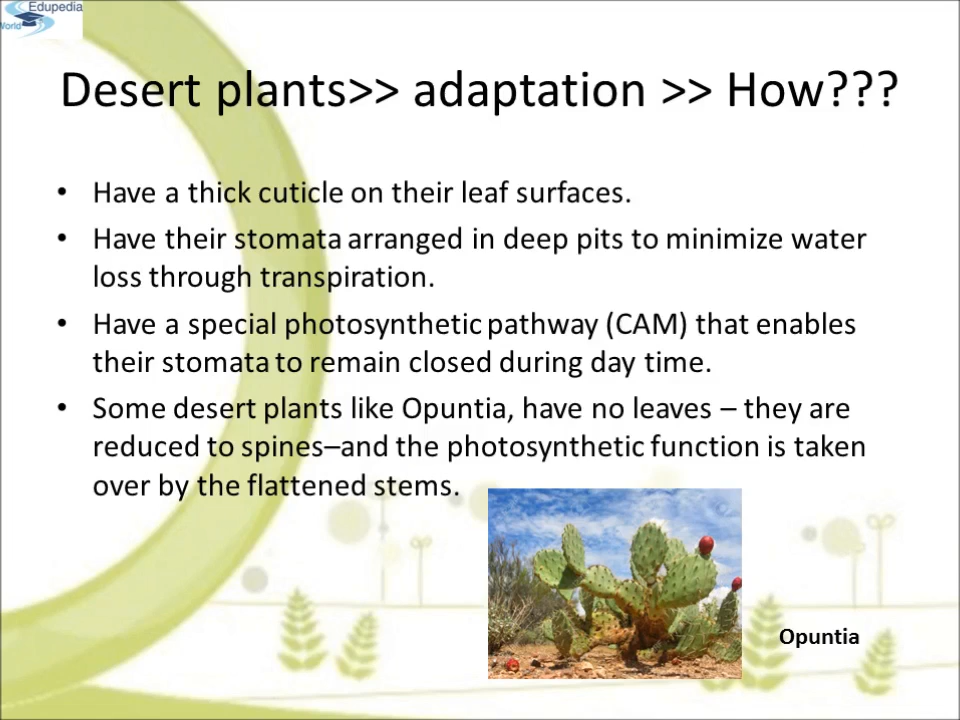 Edupedia
World
Desert plants>> adaptation >> How???
• Have a thick cuticle on their leaf surfaces.
• Have their stomata arranged in deep pits to minimize water
loss through transpiration.
• Have a special photosynthetic pathway (CAM) that enables
their stomata to remain closed during day time.
• Some desert plants like Opuntia, have no leaves – they are
reduced to spines–and the photosynthetic function is taken
over by the flattened stems.
Opuntia